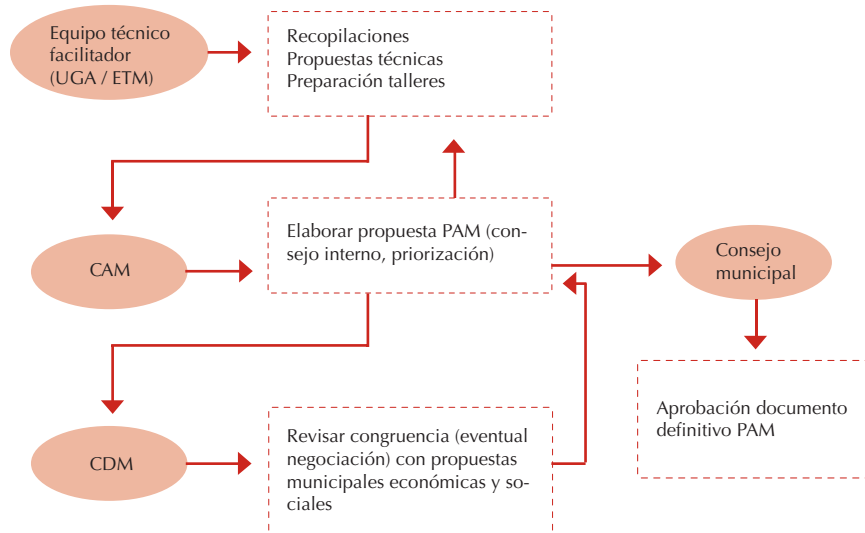 Equipo técnico
facilitador
(UGA / ETM)
Recopilaciones
Propuestas técnicas
Preparación talleres
CAM
Elaborar propuesta PAM (con-
sejo interno, priorización)
Consejo
municipal
CDM
Revisar congruencia (eventual
negociación) con propuestas
municipales económicas y so-
ciales
Aprobación documento
definitivo PAM